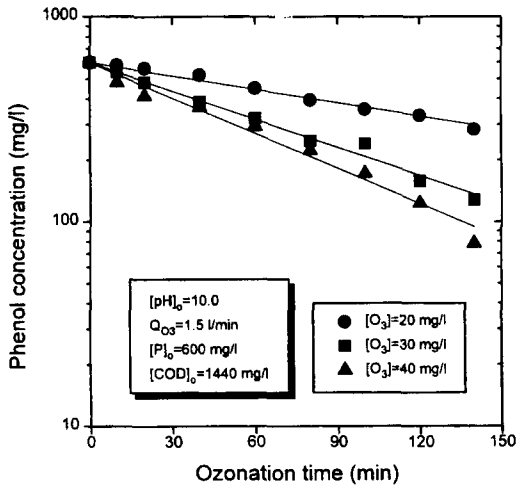 1000
100
10
Phenol concentration (mg/l)
[pH]o=10.0
QO3=1.5 l/min
[P]o=600 mg/l
[COD]o=1440 mg/l
[O3]=20 mg/l
[O3]=30 mg/l
[O3]=40 mg/l
0 30 60 90 120 150
Ozonation time (min)